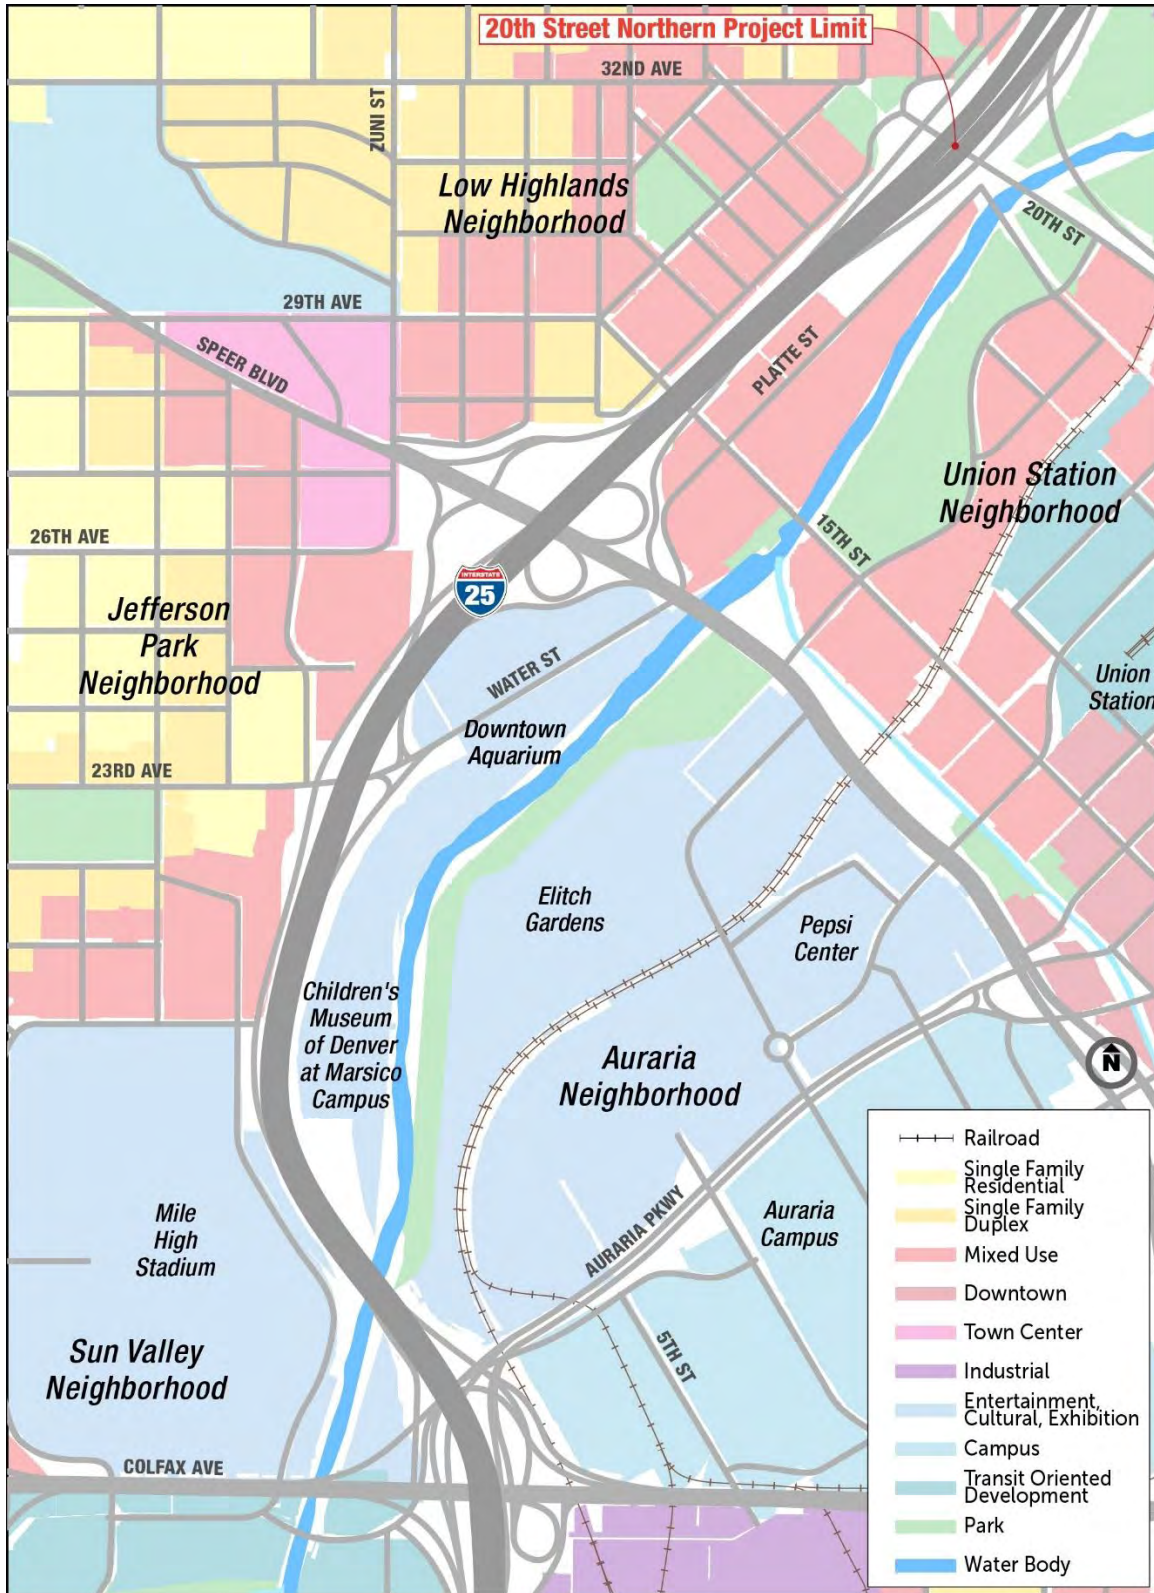 20th Street Northern Project Limit
32ND AVE
ZUNI ST
Low Highlands
Neighborhood
20TH ST
29TH AVE
SPEER BLVD
PLATTE ST
Union Station
Neighborhood
15TH ST
26TH AVE
INTERSTATE
25
Jefferson
Park
Neighborhood
WATER ST
Union
Station
Downtown
Aquarium
23RD AVE
Elitch
Gardens
Pepsi
Center
Children's
Museum
of Denver
at Marsico
Campus
Auraria
Neighborhood
N
Mile
High
Stadium
AURARIA PKWY
Auraria
Campus
Sun Valley
Neighborhood
5TH ST
COLFAX AVE
Railroad
Single Family
Residential
Single Family
Duplex
Mixed Use
Downtown
Town Center
Industrial
Entertainment,
Cultural, Exhibition
Campus
Transit Oriented
Development
Park
Water Body